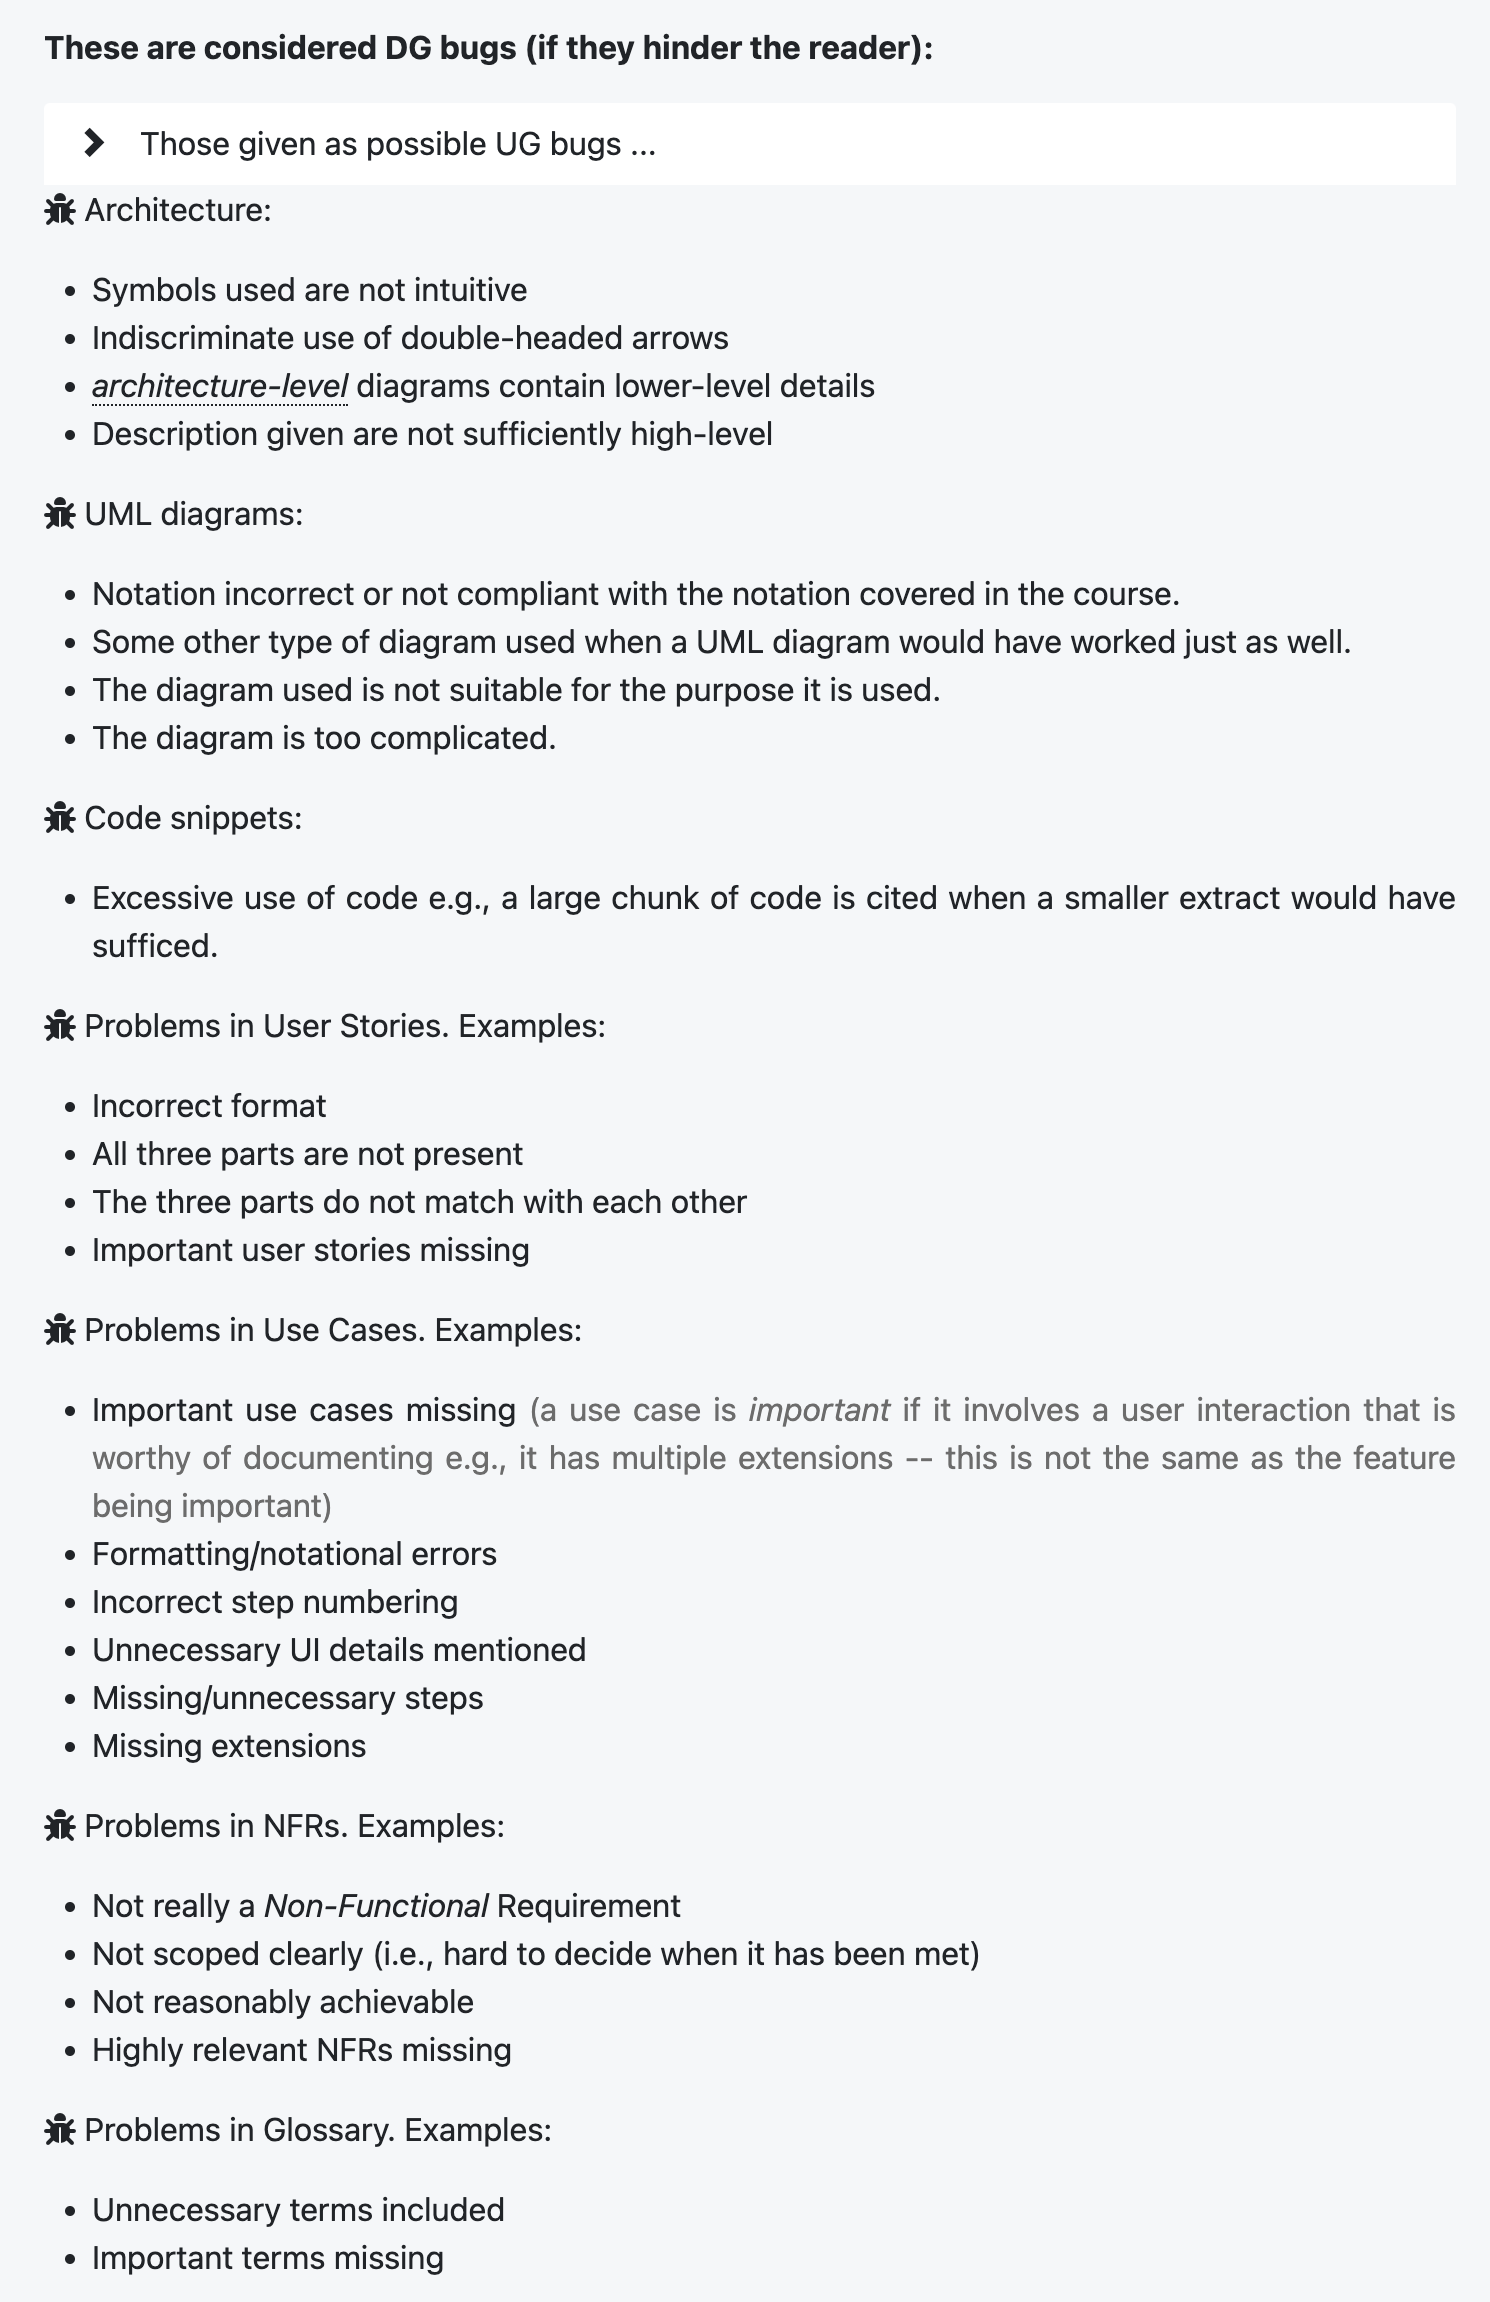 These are considered DG bugs (if they hinder the reader):
Those given as possible UG bugs ...
Architecture:
• Symbols used are not intuitive
• Indiscriminate use of double-headed arrows
• architecture-level diagrams contain lower-level details
• Description given are not sufficiently high-level
UML diagrams:
• Notation incorrect or not compliant with the notation covered in the course.
• Some other type of diagram used when a UML diagram would have worked just as well.
• The diagram used is not suitable for the purpose it is used.
• The diagram is too complicated.
Code snippets:
• Excessive use of code e.g., a large chunk of code is cited when a smaller extract would have
sufficed.
Problems in User Stories. Examples:
• Incorrect format
• All three parts are not present
• The three parts do not match with each other
• Important user stories missing
Problems in Use Cases. Examples:
• Important use cases missing (a use case is important if it involves a user interaction that is
worthy of documenting e.g., it has multiple extensions -- this is not the same as the feature
being important)
• Formatting/notational errors
• Incorrect step numbering
• Unnecessary UI details mentioned
• Missing/unnecessary steps
• Missing extensions
Problems in NFRs. Examples:
• Not really a Non-Functional Requirement
• Not scoped clearly (i.e., hard to decide when it has been met)
• Not reasonably achievable
• Highly relevant NFRs missing
Problems in Glossary. Examples:
• Unnecessary terms included
• Important terms missing